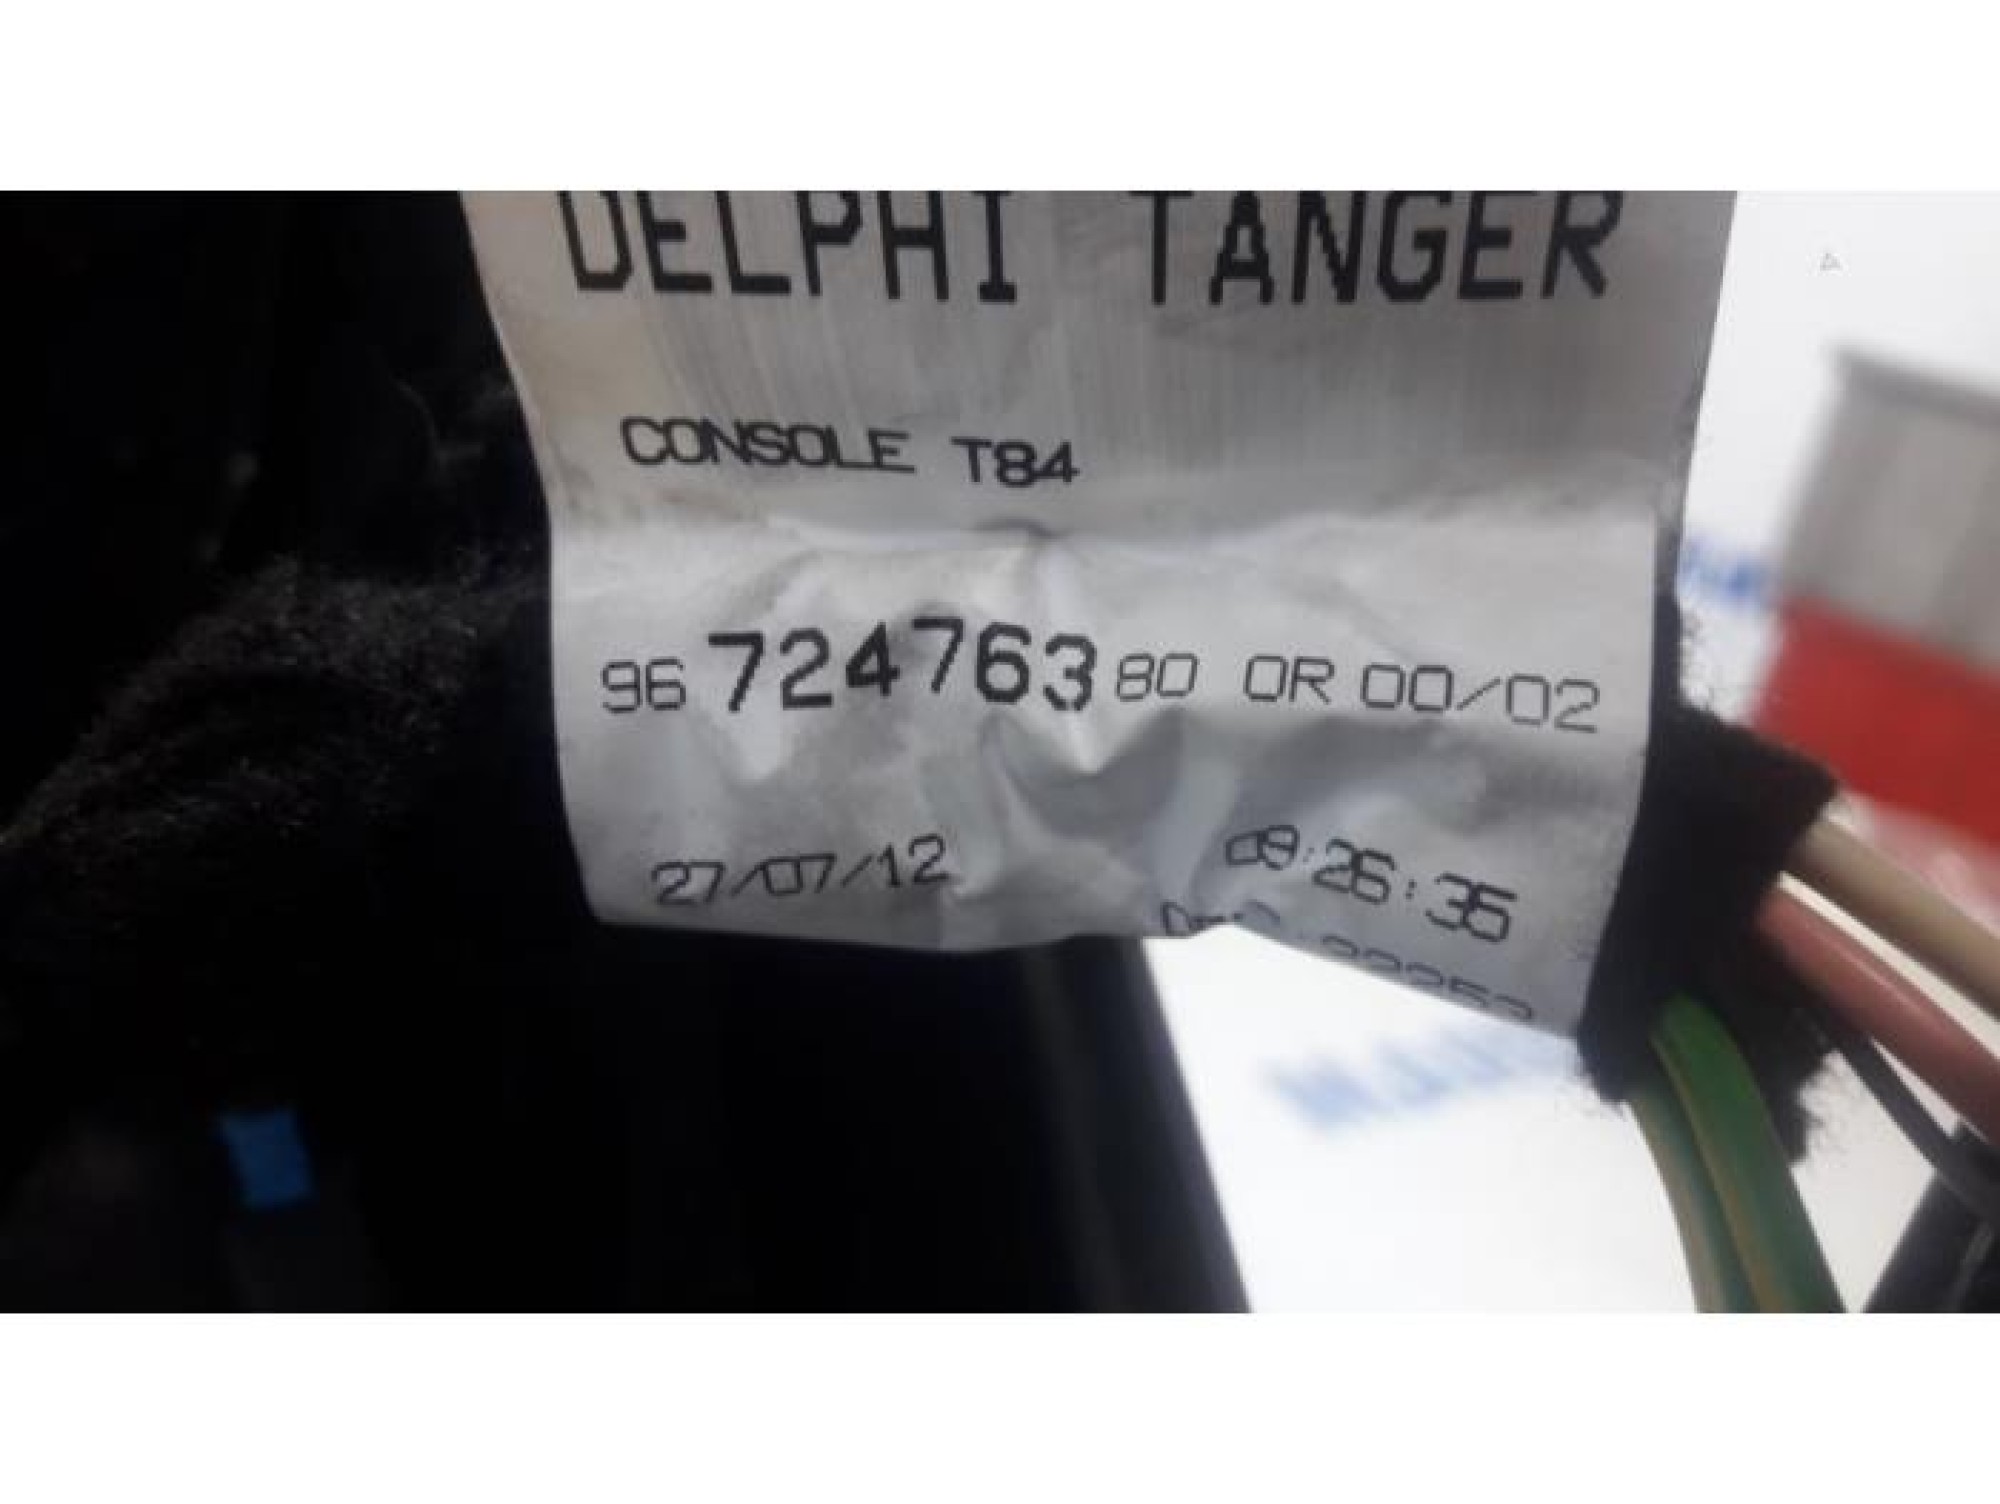 DELPHI TANGER
CONSOLE T84
96 724763 80 OR 00/02
27/07/12 09:26:35